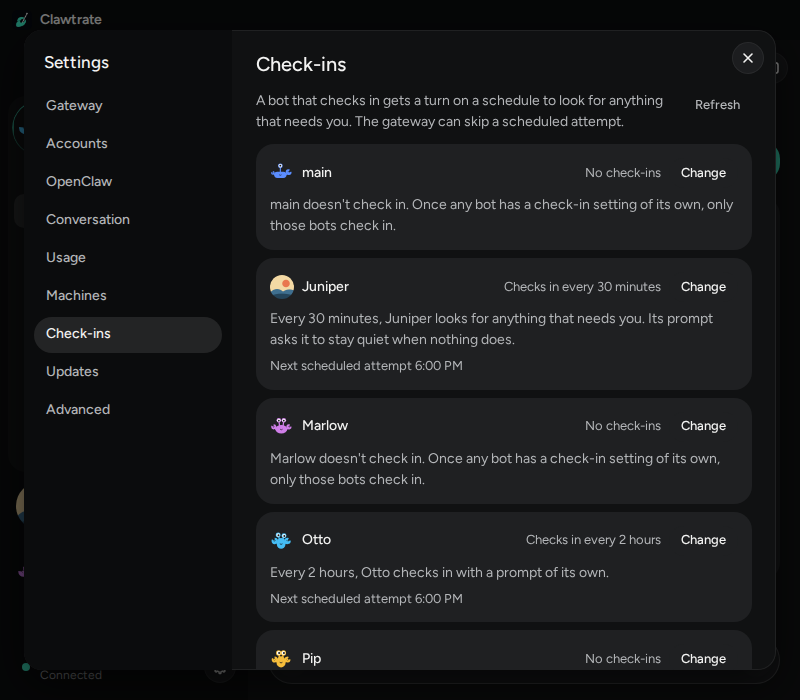 Clawtrate
Settings
Gateway
Accounts
OpenClaw
Conversation
Usage
Machines
Check-ins
Updates
Advanced
Connected
Check-ins
A bot that checks in gets a turn on a schedule to look for anything
that needs you. The gateway can skip a scheduled attempt.
Refresh
main
No check-ins
Change
main doesn't check in. Once any bot has a check-in setting of its own, only
those bots check in.
Juniper
Checks in every 30 minutes
Change
Every 30 minutes, Juniper looks for anything that needs you. Its prompt
asks it to stay quiet when nothing does.
Next scheduled attempt 6:00 PM
Marlow
No check-ins
Change
Marlow doesn't check in. Once any bot has a check-in setting of its own,
only those bots check in.
Otto
Checks in every 2 hours
Change
Every 2 hours, Otto checks in with a prompt of its own.
Next scheduled attempt 6:00 PM
Pip
No check-ins
Change